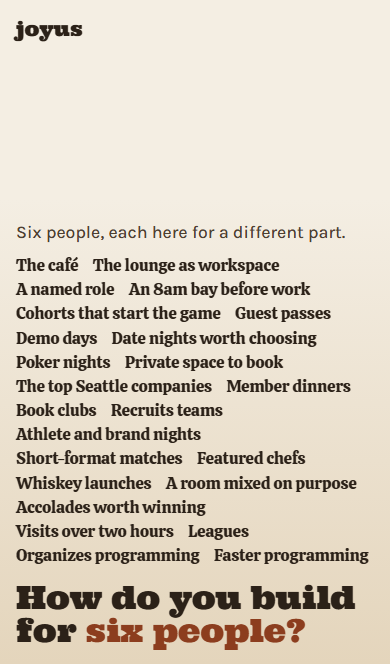 joyus
Six people, each here for a different part.
The café The lounge as workspace
A named role An 8am bay before work
Cohorts that start the game Guest passes
Demo days Date nights worth choosing
Poker nights Private space to book
The top Seattle companies Member dinners
Book clubs Recruits teams
Athlete and brand nights
Short-format matches Featured chefs
Whiskey launches A room mixed on purpose
Accolades worth winning
Visits over two hours Leagues
Organizes programming Faster programming
How do you build
for six people?